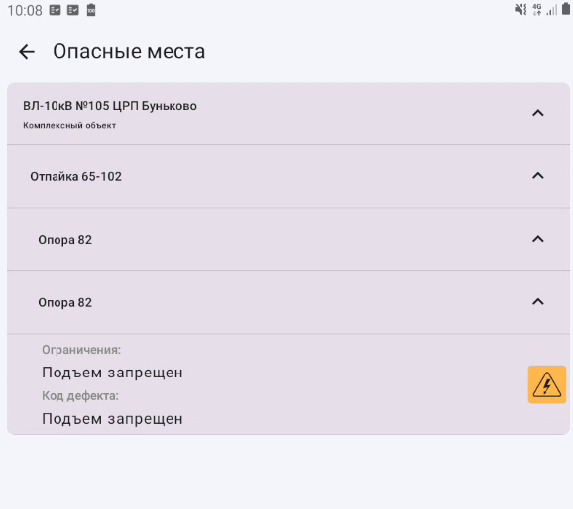 10:08
4G
Опасные места
ВЛ-10кВ №105 ЦРП Буньково
Комплексный объект
Отпайка 65-102
Опора 82
Опора 82
Ограничения:
Подъем запрещен
Код дефекта:
Подъем запрещен